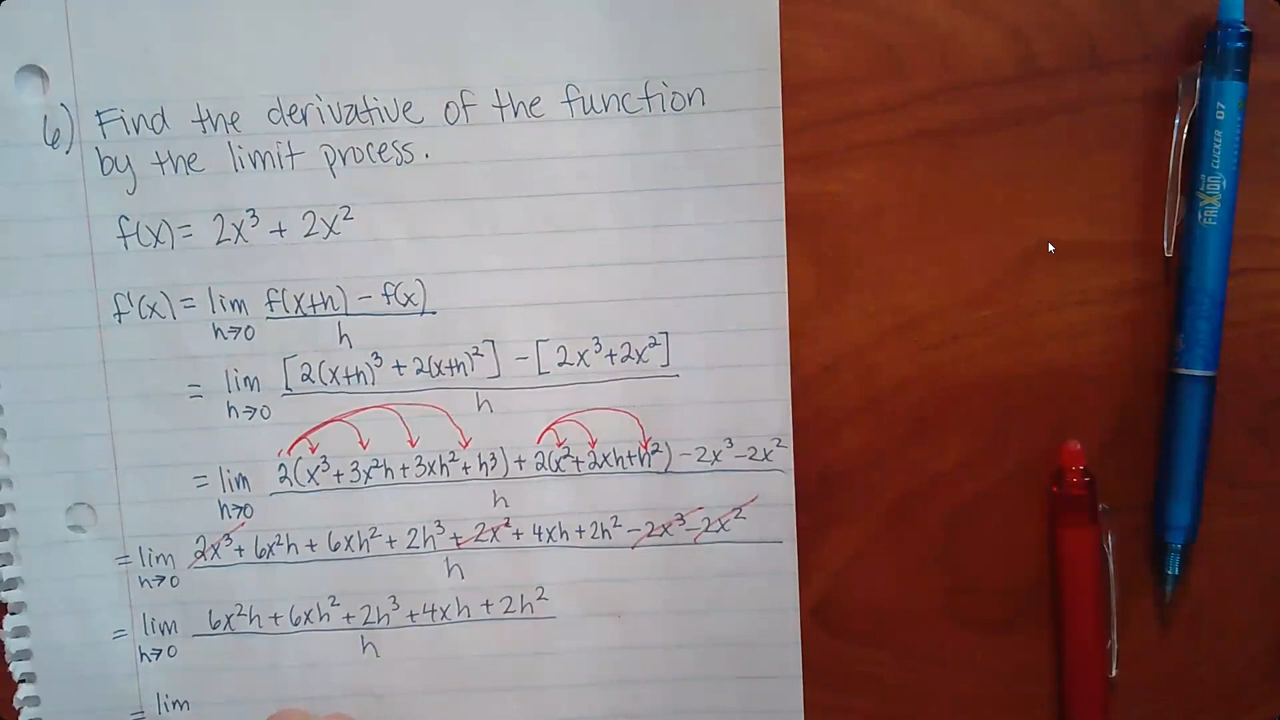 6) Find the derivative of the function
by the limit process.
f(x) = 2x³ + 2x²
f'(x) = lim h→0 f(x+h) - f(x) / h
= lim h→0 [2(x+h)³ + 2(x+h)²] - [2x³+2x²] / h
= lim h→0 2(x³+3x²h+3xh²+h³) + 2(x²+2xh+h²) - 2x³-2x² / h
= lim h→0 2x³+6x²h+6xh²+2h³+2x²+4xh+2h²-2x³-2x² / h
= lim h→0 6x²h+6xh²+2h³+4xh+2h² / h
= lim
FRIXION CLICKER 07